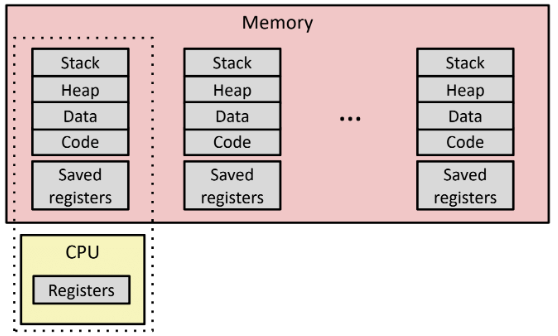 Memory
Stack
Heap
Data
Code
Saved
registers
Stack
Heap
Data
Code
Saved
registers
...
Stack
Heap
Data
Code
Saved
registers
CPU
Registers